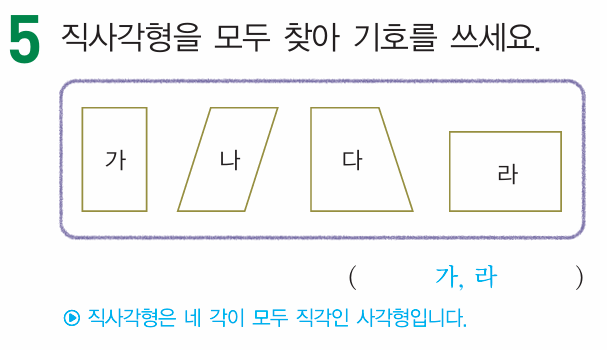 5 직사각형을 모두 찾아 기호를 쓰세요.
가 나 다 라
( 가, 라 )
▶ 직사각형은 네 각이 모두 직각인 사각형입니다.